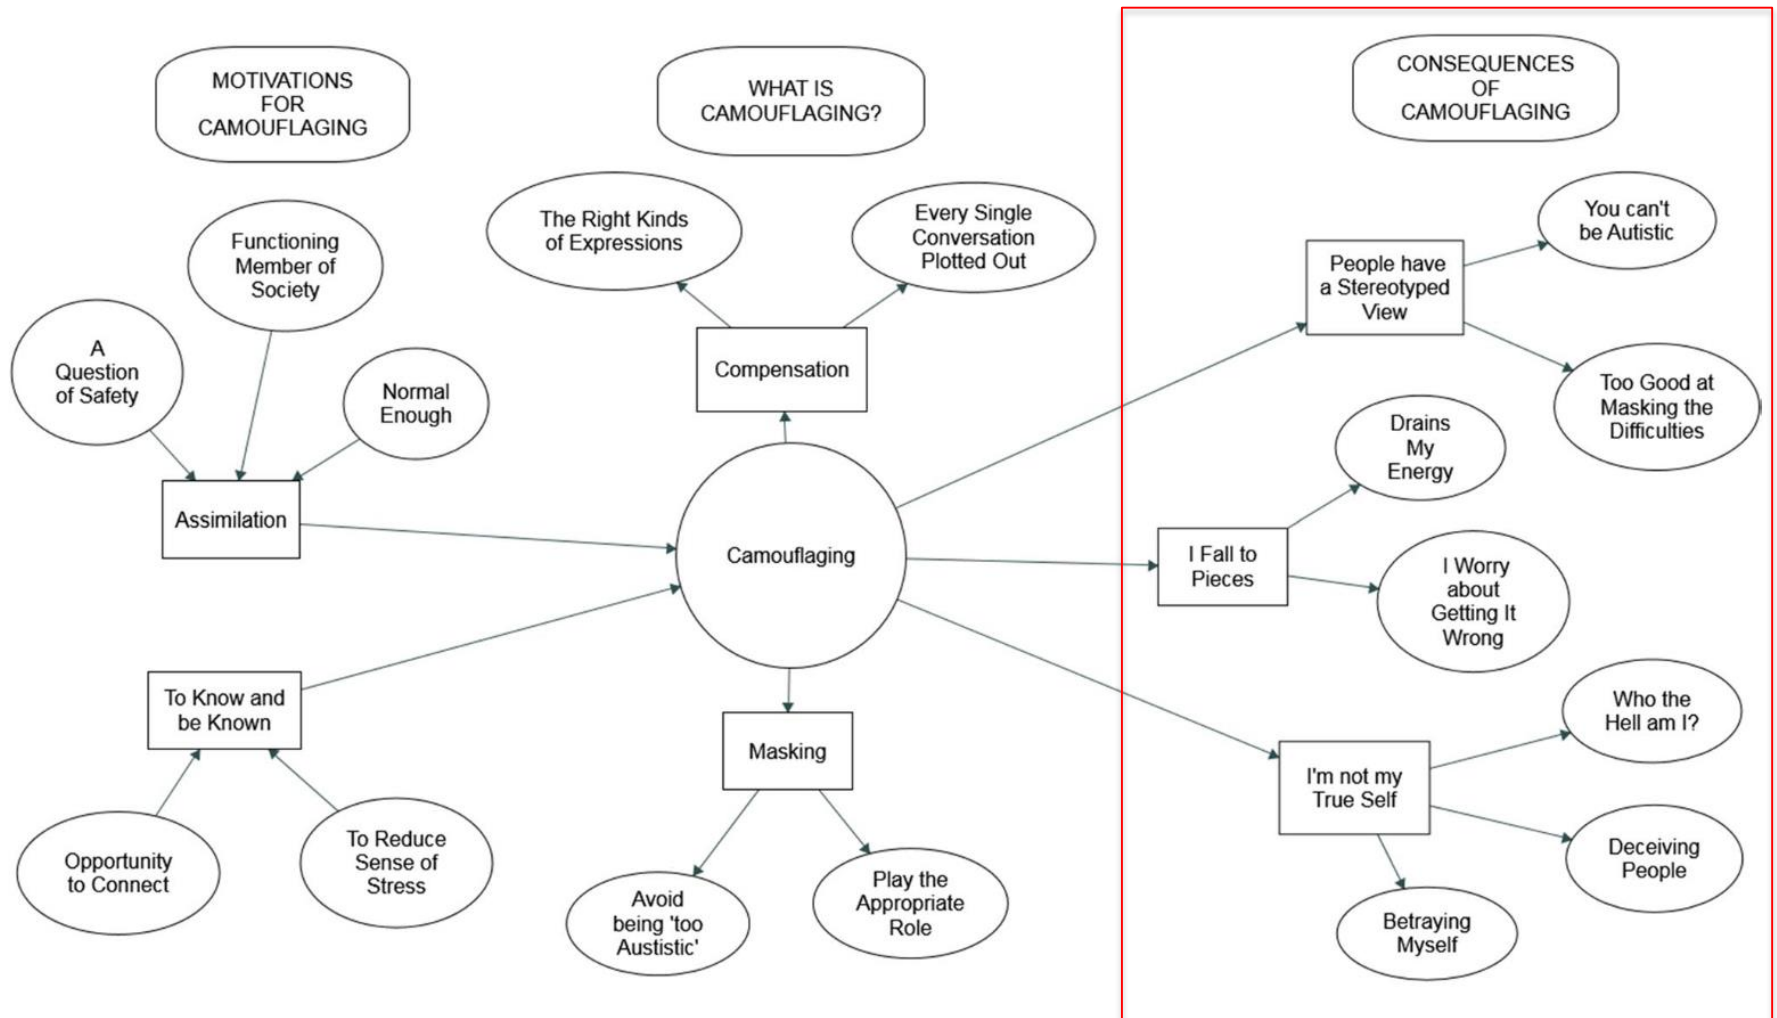 MOTIVATIONS
FOR
CAMOUFLAGING
WHAT IS
CAMOUFLAGING?
CONSEQUENCES
OF
CAMOUFLAGING
A
Question
of Safety
Functioning
Member of
Society
Normal
Enough
Assimilation
To Know and
be Known
Opportunity
to Connect
To Reduce
Sense of
Stress
The Right Kinds
of Expressions
Every Single
Conversation
Plotted Out
Compensation
Camouflaging
Masking
Avoid
being 'too
Austistic'
Play the
Appropriate
Role
People have
a Stereotyped
View
You can't
be Autistic
Too Good at
Masking the
Difficulties
I Fall to
Pieces
Drains
My
Energy
I Worry
about
Getting It
Wrong
I'm not my
True Self
Who the
Hell am I?
Deceiving
People
Betraying
Myself